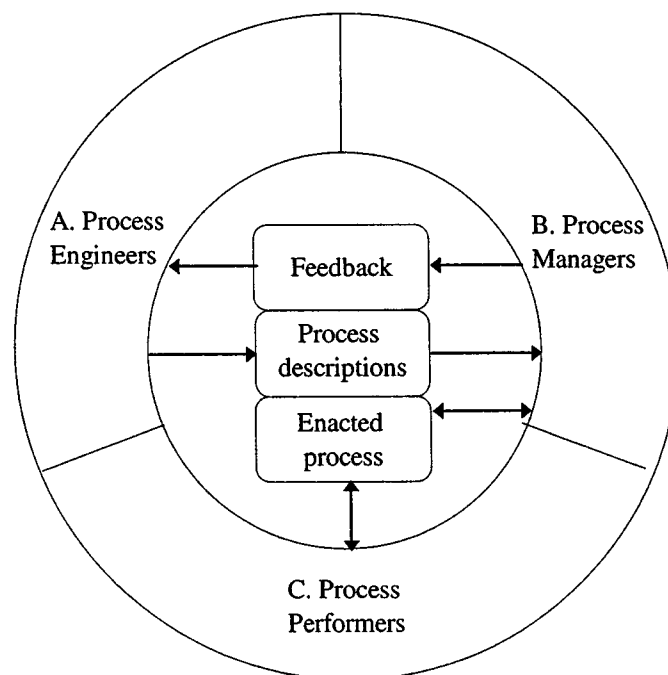 A. Process
Engineers
Feedback
B. Process
Managers
Process
descriptions
Enacted
process
C. Process
Performers